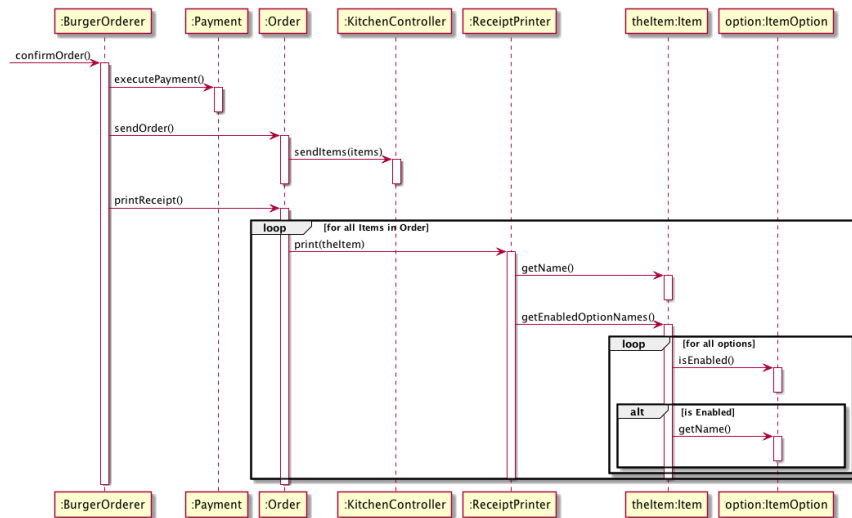 :BurgerOrderer :Payment :Order :KitchenController :ReceiptPrinter theItem:Item option:ItemOption
confirmOrder()
executePayment()
sendOrder()
sendItems(items)
printReceipt()
loop [for all Items in Order]
print(theItem)
getName()
getEnabledOptionNames()
loop [for all options]
isEnabled()
alt [is Enabled]
getName()
:BurgerOrderer :Payment :Order :KitchenController :ReceiptPrinter theItem:Item option:ItemOption